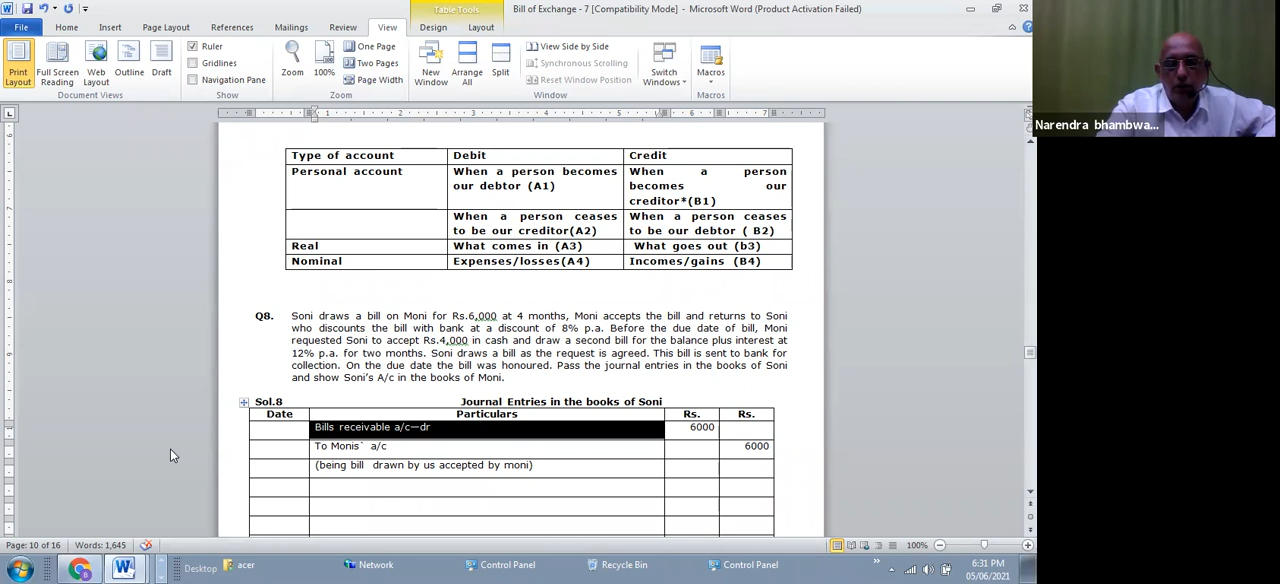 Table Tools
Bill of Exchange - 7 [Compatibility Mode] - Microsoft Word (Product Activation Failed)
File Home Insert Page Layout References Mailings Review View Design Layout
Print Layout
Full Screen Reading
Web Layout
Outline
Draft
Document Views
Ruler
Gridlines
Navigation Pane
Show
Zoom
100%
One Page
Two Pages
Page Width
Zoom
New Window
Arrange All
Split
View Side by Side
Synchronous Scrolling
Reset Window Position
Window
Switch Windows
Macros
Macros
Narendra bhambwa...
Type of account Debit Credit
Personal account When a person becomes our debtor (A1) When a person becomes our creditor*(B1)
When a person ceases to be our creditor(A2) When a person ceases to be our debtor ( B2)
Real What comes in (A3) What goes out (b3)
Nominal Expenses/losses(A4) Incomes/gains (B4)
Q8. Soni draws a bill on Moni for Rs.6,000 at 4 months, Moni accepts the bill and returns to Soni
who discounts the bill with bank at a discount of 8% p.a. Before the due date of bill, Moni
requested Soni to accept Rs.4,000 in cash and draw a second bill for the balance plus interest at
12% p.a. for two months. Soni draws a bill as the request is agreed. This bill is sent to bank for
collection. On the due date the bill was honoured. Pass the journal entries in the books of Soni
and show Soni's A/c in the books of Moni.
Sol.8 Journal Entries in the books of Soni
Date Particulars Rs. Rs.
Bills receivable a/c—dr 6000
To Monis` a/c 6000
(being bill drawn by us accepted by moni)
Page: 10 of 16 Words: 1,645 100%
Desktop acer Network Control Panel Recycle Bin Control Panel
6:31 PM
05/06/2021